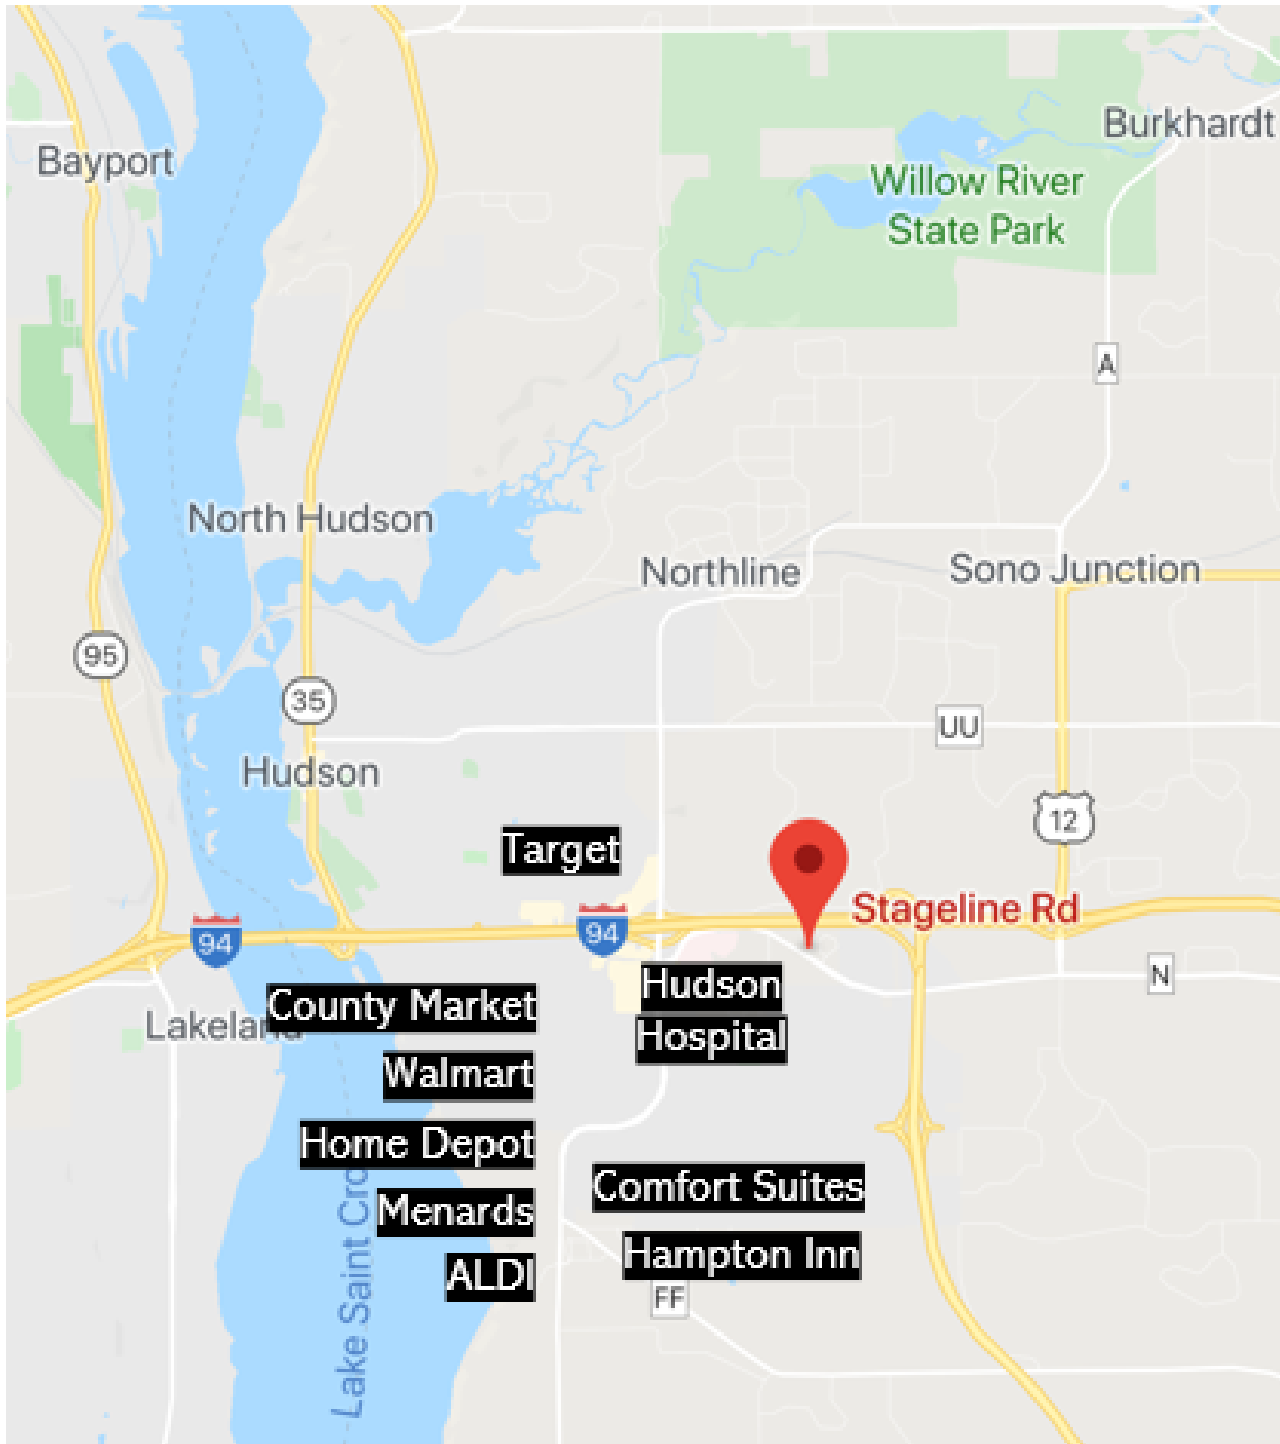 Burkhardt
Bayport
Willow River
State Park
A
North Hudson
Northline
Sono Junction
95
35
UU
Hudson
12
Target
Stageline Rd
94
94
N
Hudson
Hospital
County Market
Lakeland
Walmart
Home Depot
Comfort Suites
Menards
Hampton Inn
ALDI
FF
Lake Saint Cro